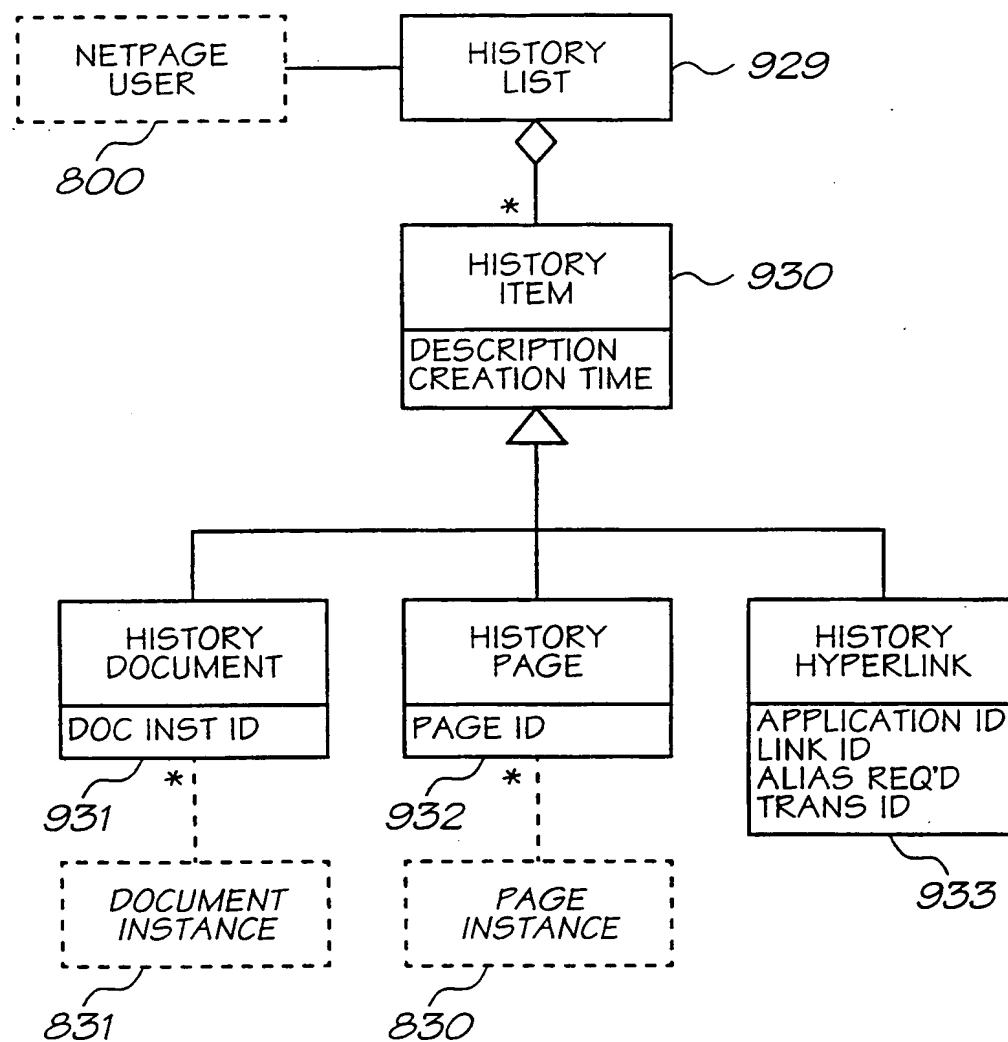 NETPAGE
USER
800
HISTORY
LIST
929
*
HISTORY
ITEM
930
DESCRIPTION
CREATION TIME
HISTORY
DOCUMENT
DOC INST ID
931
*
HISTORY
PAGE
PAGE ID
932
*
HISTORY
HYPERLINK
APPLICATION ID
LINK ID
ALIAS REQ'D
TRANS ID
933
DOCUMENT
INSTANCE
831
PAGE
INSTANCE
830